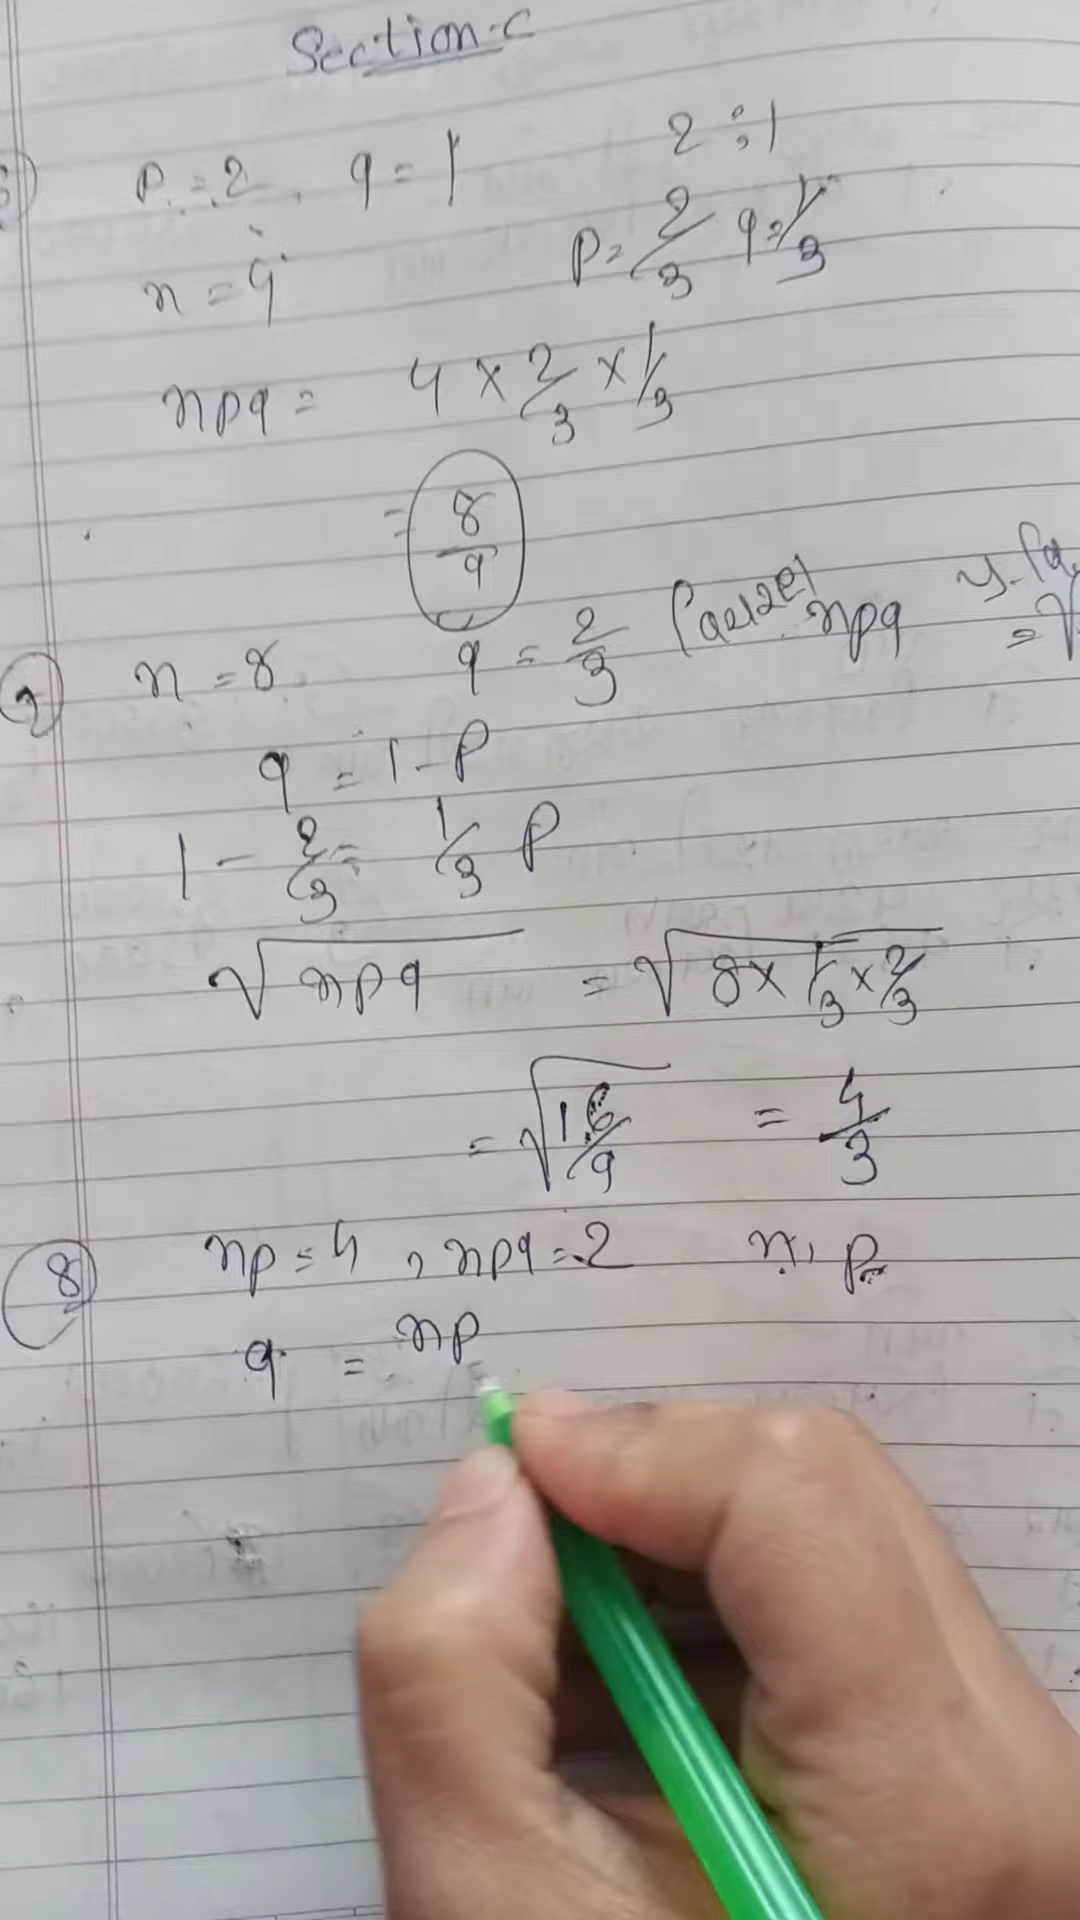 Section-C
P = 2, q = 1 2 : 1
n = 4 P = 2/3 q = 1/3
npq = 4 × 2/3 × 1/3
= 8/9
n = 8 q = 2/3 npq = √
q = 1 - P
1 - 2/3 = 1/3 P
√npq = √8 × 1/3 × 2/3
= √16/9 = 4/3
8 np = 4, npq = 2 n, p
q = np